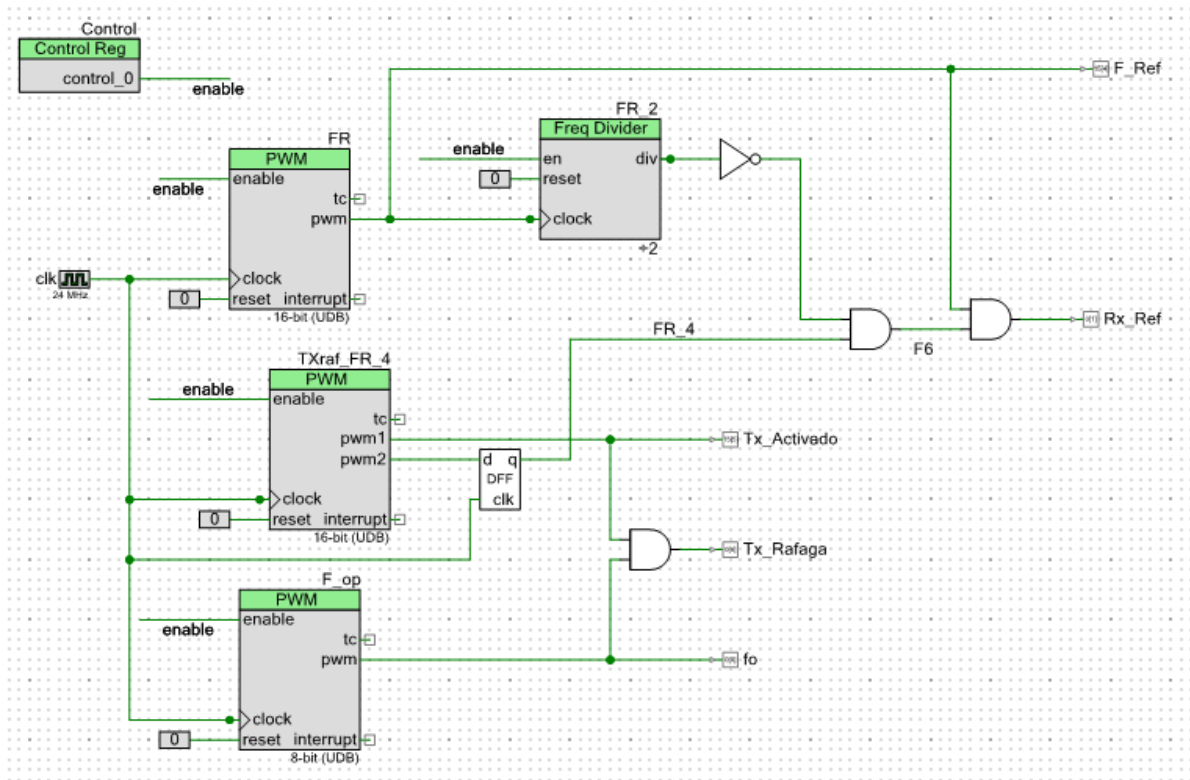 Control
Control Reg
control_0
enable
F_Ref
FR_2
Freq Divider
enable
en
div
0
reset
clock
÷2
FR
PWM
enable
enable
tc
pwm
clk
24 MHz
clock
0
reset interrupt
16-bit (UDB)
Rx_Ref
FR_4
F6
TXraf_FR_4
PWM
enable
enable
tc
pwm1
Tx_Activado
pwm2
d q
DFF
clk
clock
0
reset interrupt
16-bit (UDB)
Tx_Rafaga
F_op
PWM
enable
enable
tc
pwm
fo
clock
0
reset interrupt
8-bit (UDB)